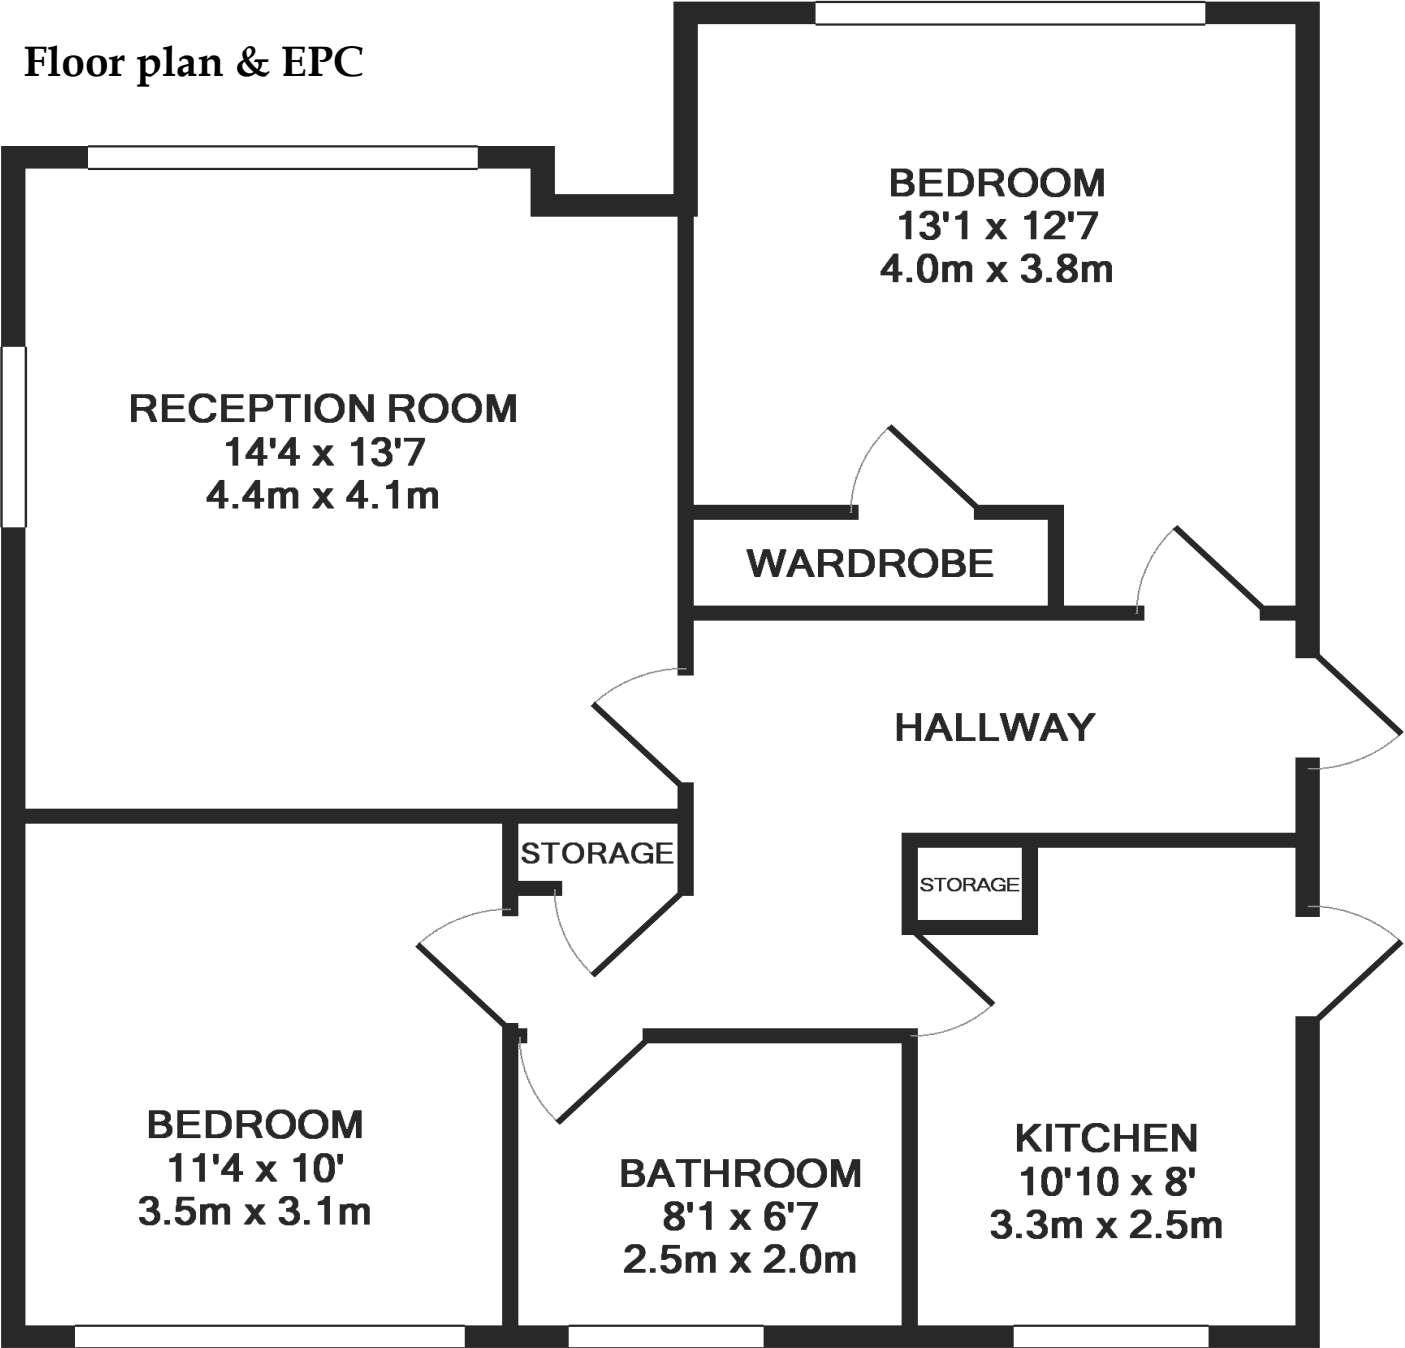 Floor plan & EPC
BEDROOM
13'1 x 12'7
4.0m x 3.8m
RECEPTION ROOM
14'4 x 13'7
4.4m x 4.1m
WARDROBE
HALLWAY
STORAGE
STORAGE
BEDROOM
11'4 x 10'
3.5m x 3.1m
BATHROOM
8'1 x 6'7
2.5m x 2.0m
KITCHEN
10'10 x 8'
3.3m x 2.5m